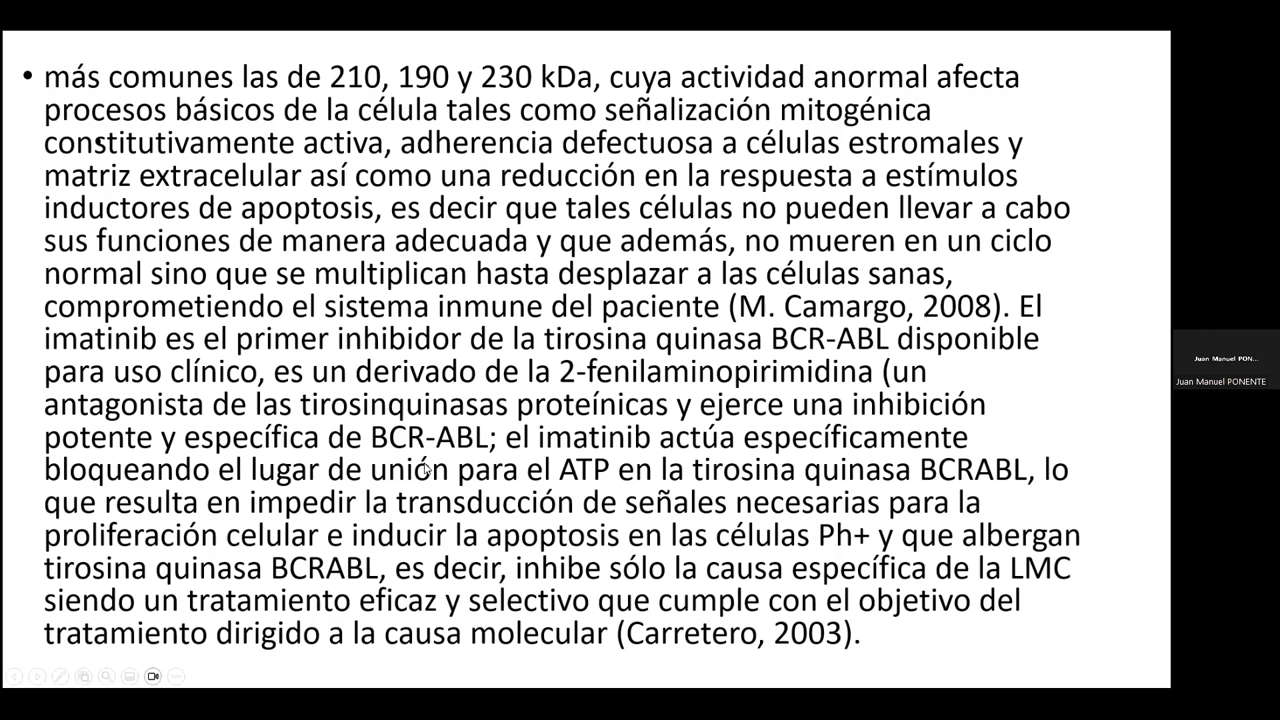 • más comunes las de 210, 190 y 230 kDa, cuya actividad anormal afecta
procesos básicos de la célula tales como señalización mitogénica
constitutivamente activa, adherencia defectuosa a células estromales y
matriz extracelular así como una reducción en la respuesta a estímulos
inductores de apoptosis, es decir que tales células no pueden llevar a cabo
sus funciones de manera adecuada y que además, no mueren en un ciclo
normal sino que se multiplican hasta desplazar a las células sanas,
comprometiendo el sistema inmune del paciente (M. Camargo, 2008). El
imatinib es el primer inhibidor de la tirosina quinasa BCR-ABL disponible
para uso clínico, es un derivado de la 2-fenilaminopirimidina (un
antagonista de las tirosinquinasas proteínicas y ejerce una inhibición
potente y específica de BCR-ABL; el imatinib actúa específicamente
bloqueando el lugar de unión para el ATP en la tirosina quinasa BCRABL, lo
que resulta en impedir la transducción de señales necesarias para la
proliferación celular e inducir la apoptosis en las células Ph+ y que albergan
tirosina quinasa BCRABL, es decir, inhibe sólo la causa específica de la LMC
siendo un tratamiento eficaz y selectivo que cumple con el objetivo del
tratamiento dirigido a la causa molecular (Carretero, 2003).
Juan Manuel PON...
Juan Manuel PONENTE